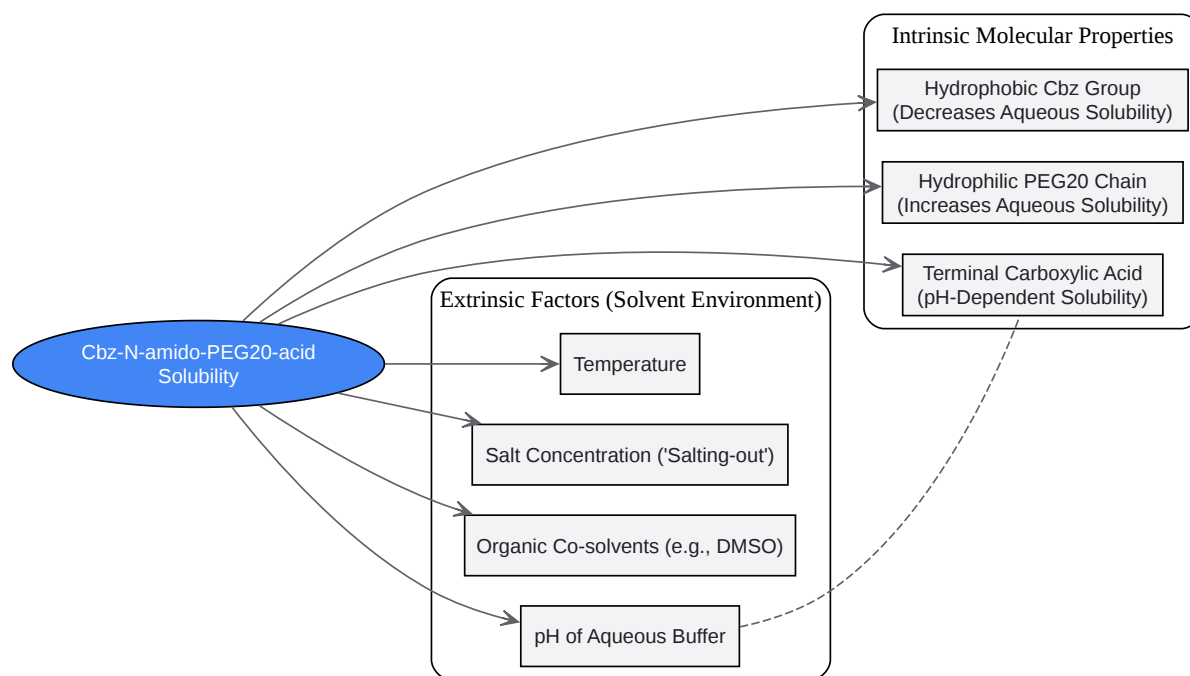 Intrinsic Molecular Properties
Hydrophobic Cbz Group
(Decreases Aqueous Solubility)
Hydrophilic PEG20 Chain
(Increases Aqueous Solubility)
Terminal Carboxylic Acid
(pH-Dependent Solubility)
Extrinsic Factors (Solvent Environment)
Cbz-N-amido-PEG20-acid
Solubility
Temperature
Salt Concentration ('Salting-out')
Organic Co-solvents (e.g., DMSO)
pH of Aqueous Buffer